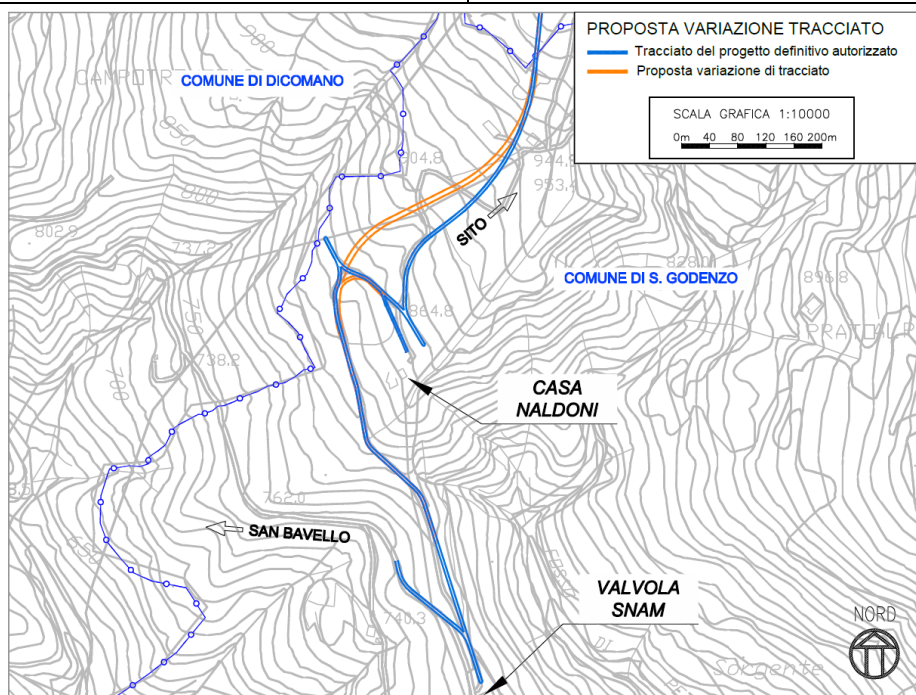 PROPOSTA VARIAZIONE TRACCIATO
Tracciato del progetto definitivo autorizzato
Proposta variazione di tracciato
SCALA GRAFICA 1:10000
0m 40 80 120 160 200m
900
COMUNE DI DICOMANO
850
904.8
944.8
953.4
800
SITO
802.9
737.2
828.0
COMUNE DI S. GODENZO
896.8
750
864.8
738.2
700
CASA
NALDONI
762.0
SAN BAVELLO
650
VALVOLA
SNAM
740.3
NORD
DI
Sorgente